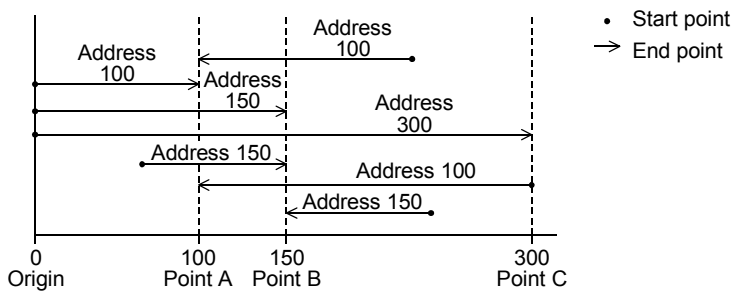 Start point
End point
Address
100
Address
100
Address
150
Address
300
Address 150
Address 100
Address 150
0
Origin
100
Point A
150
Point B
300
Point C